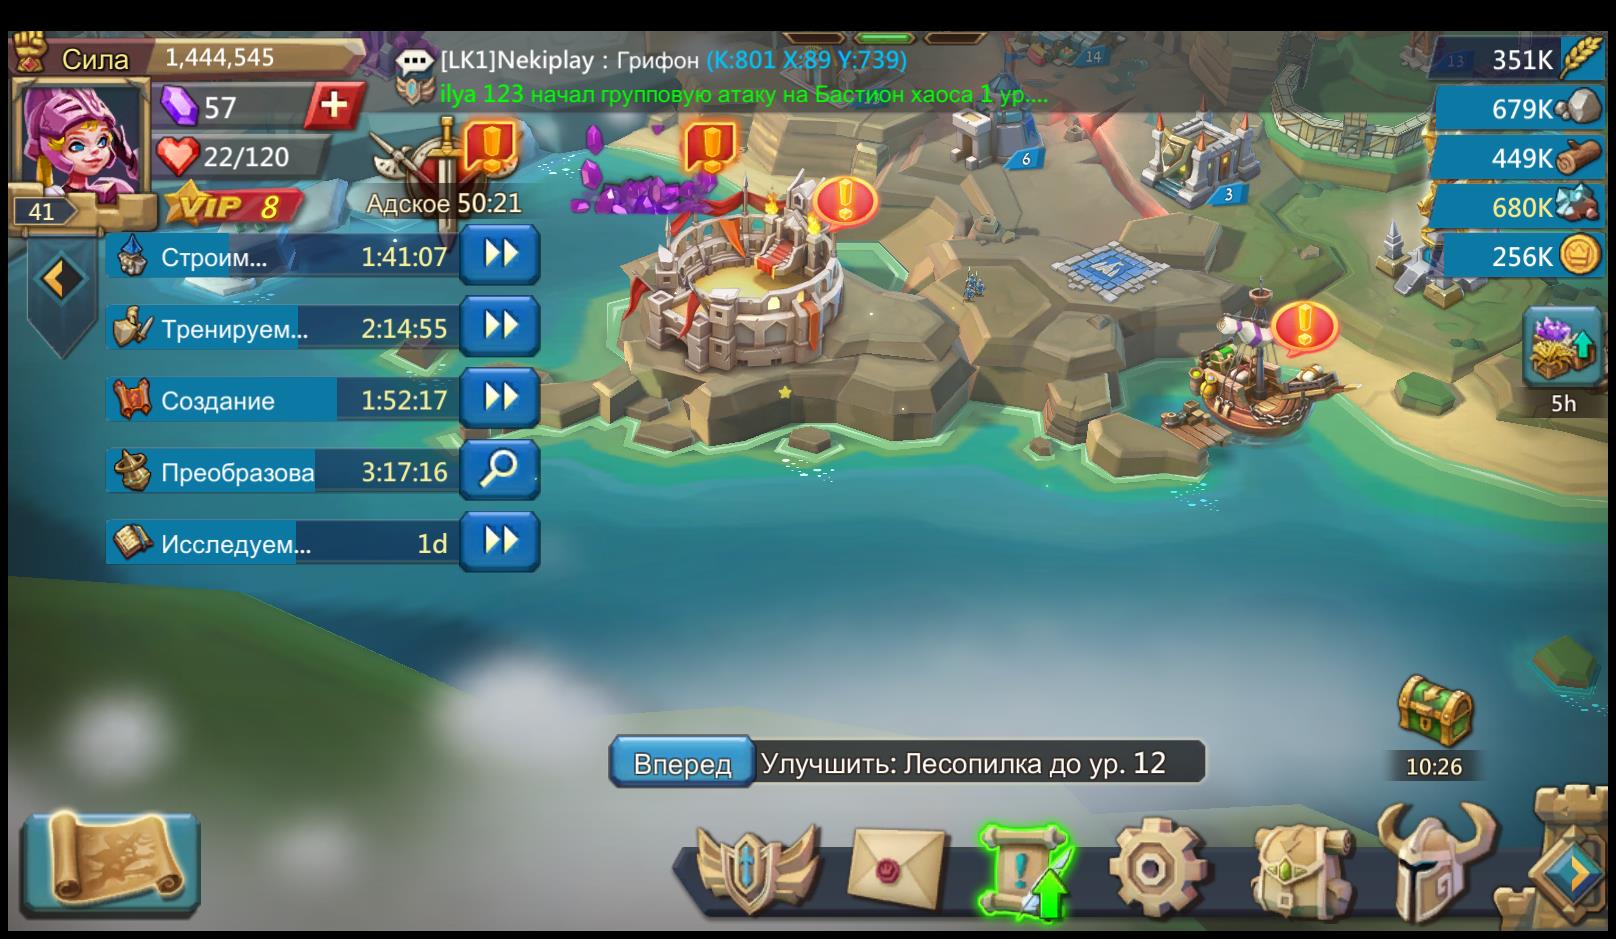 Сила 1,444,545
[LK1]Nekiplay : Грифон (K:801 X:89 Y:739)
ilya 123 начал групповую атаку на Бастион хаоса 1 ур....
57
22/120
VIP 8
41
Адское 50:21
351K
679K
449K
680K
256K
14
13
6
3
5h
Строим... 1:41:07
Тренируем... 2:14:55
Создание 1:52:17
Преобразова 3:17:16
Исследуем... 1d
Вперед Улучшить: Лесопилка до ур. 12
10:26